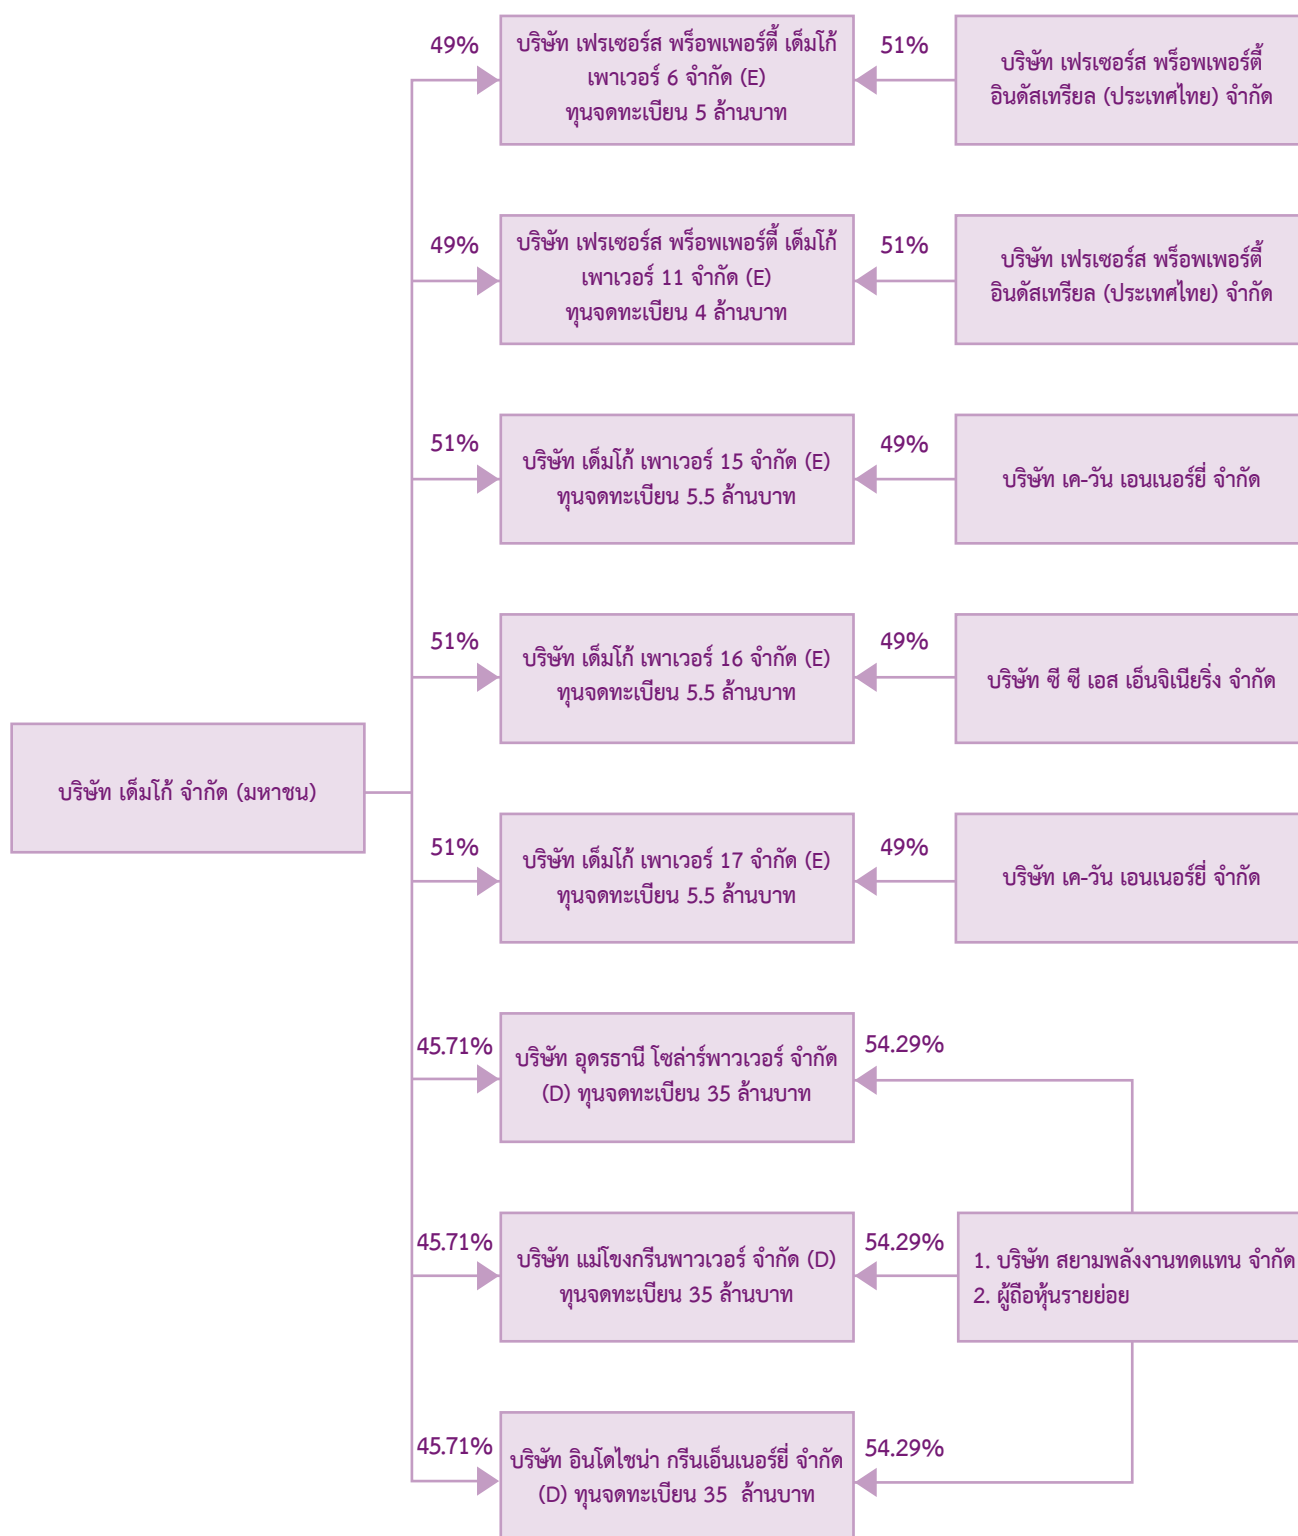 49%
บริษัท เฟรเซอร์ส พร็อพเพอร์ตี้ เด็มโก้
เพาเวอร์ 6 จำกัด (E)
ทุนจดทะเบียน 5 ล้านบาท
51%
บริษัท เฟรเซอร์ส พร็อพเพอร์ตี้
อินดัสเทรียล (ประเทศไทย) จำกัด
49%
บริษัท เฟรเซอร์ส พร็อพเพอร์ตี้ เด็มโก้
เพาเวอร์ 11 จำกัด (E)
ทุนจดทะเบียน 4 ล้านบาท
51%
บริษัท เฟรเซอร์ส พร็อพเพอร์ตี้
อินดัสเทรียล (ประเทศไทย) จำกัด
51%
บริษัท เด็มโก้ เพาเวอร์ 15 จำกัด (E)
ทุนจดทะเบียน 5.5 ล้านบาท
49%
บริษัท เค-วัน เอนเนอร์ยี่ จำกัด
51%
บริษัท เด็มโก้ เพาเวอร์ 16 จำกัด (E)
ทุนจดทะเบียน 5.5 ล้านบาท
49%
บริษัท ซี ซี เอส เอ็นจิเนียริ่ง จำกัด
บริษัท เด็มโก้ จำกัด (มหาชน)
51%
บริษัท เด็มโก้ เพาเวอร์ 17 จำกัด (E)
ทุนจดทะเบียน 5.5 ล้านบาท
49%
บริษัท เค-วัน เอนเนอร์ยี่ จำกัด
45.71%
บริษัท อุดรธานี โซล่าร์พาวเวอร์ จำกัด
(D) ทุนจดทะเบียน 35 ล้านบาท
54.29%
45.71%
บริษัท แม่โขงกรีนพาวเวอร์ จำกัด (D)
ทุนจดทะเบียน 35 ล้านบาท
54.29%
1. บริษัท สยามพลังงานทดแทน จำกัด
2. ผู้ถือหุ้นรายย่อย
45.71%
บริษัท อินโดไชน่า กรีนเอ็นเนอร์ยี่ จำกัด
(D) ทุนจดทะเบียน 35 ล้านบาท
54.29%